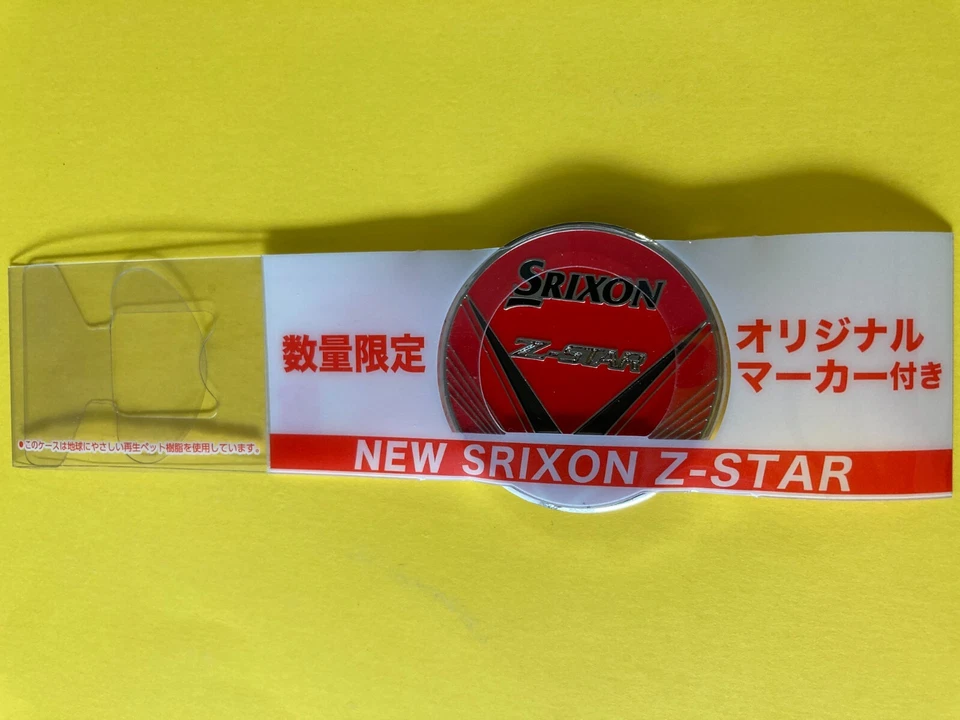 SRIXON
Z-STAR
数量限定
オリジナル
マーカー付き
NEW SRIXON Z-STAR
●このケースは地球にやさしい再生ペット樹脂を使用しています。